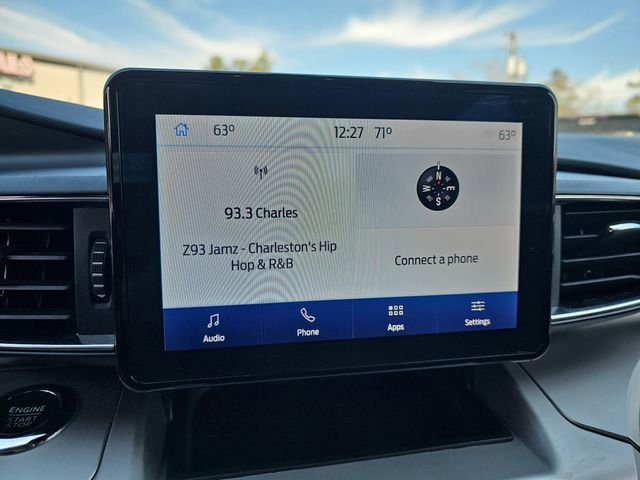 63°
12:27 71°
63°
93.3 Charles
Z93 Jamz - Charleston's Hip
Hop & R&B
N
W E
S
Connect a phone
Audio
Phone
Apps
Settings
ENGINE
START
STOP